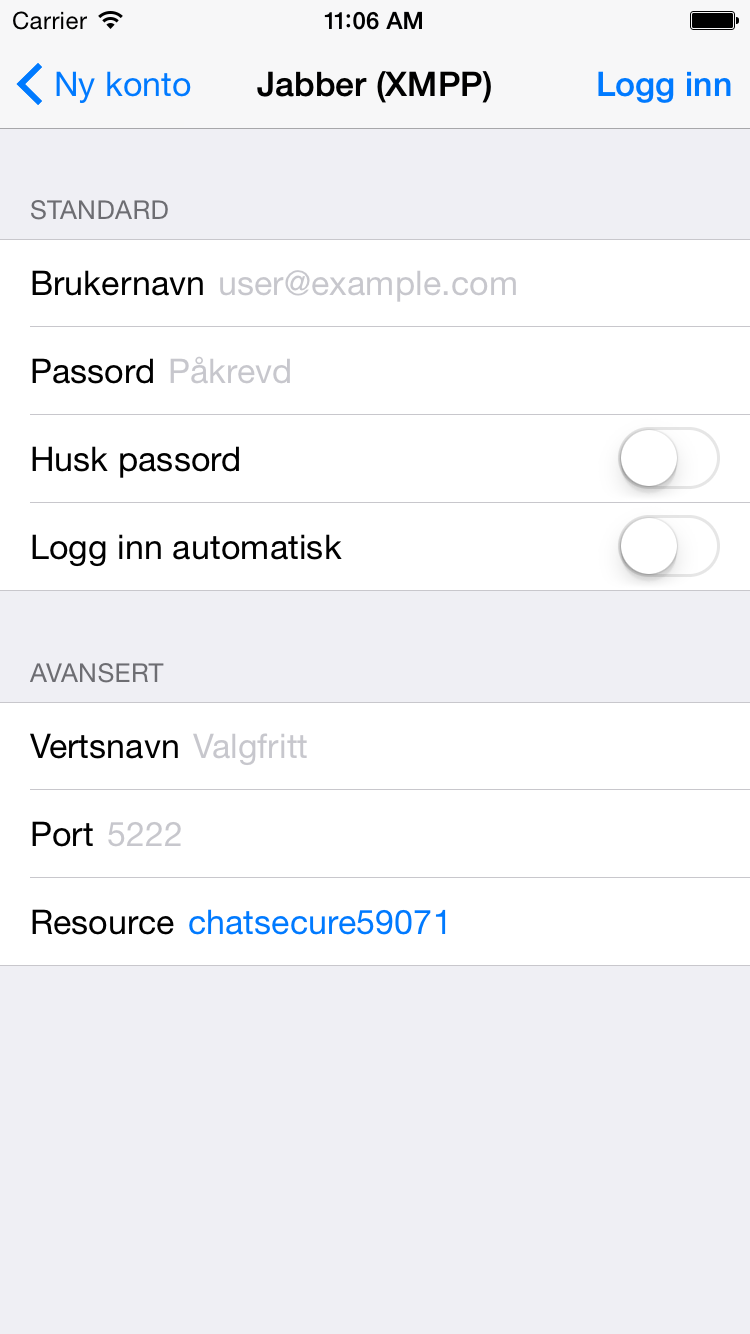 Carrier 11:06 AM
Ny konto Jabber (XMPP) Logg inn
STANDARD
Brukernavn user@example.com
Passord Påkrevd
Husk passord
Logg inn automatisk
AVANSERT
Vertsnavn Valgfritt
Port 5222
Resource chatsecure59071